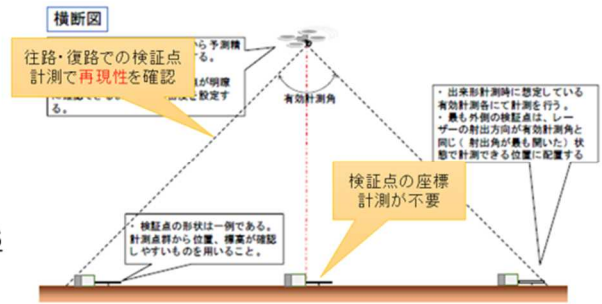 横断図
から予測精
する。
往路・復路での検証点
計測で再現性を確認
が明瞭
を設定す
る。
有効計測角
・ 出来形計測時に想定している
有効計測各にて計測を行う。
・ 最も外側の検証点は、レー
ザーの射出方向が有効計測角と
同じ（ 射出角が最も開いた）状
態で計測できる位置に配置する
検証点の座標
計測が不要
・ 検証点の形状は一例である。
計測点群から位置、標高が確認
しやすいものを用いること。